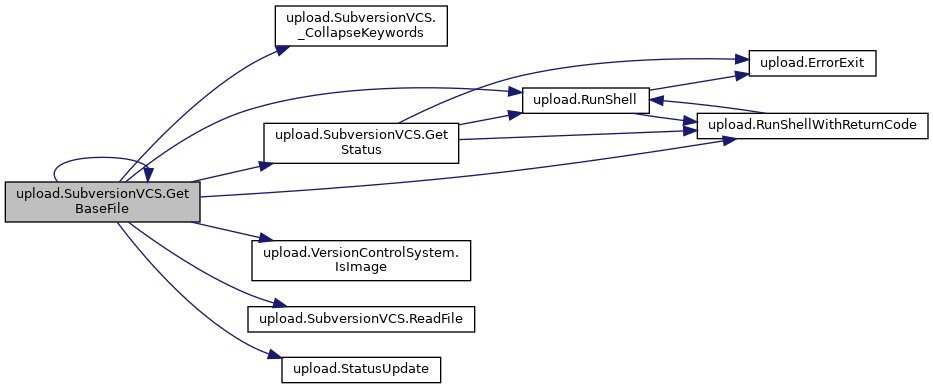 upload.SubversionVCS.
_CollapseKeywords
upload.ErrorExit
upload.RunShell
upload.RunShellWithReturnCode
upload.SubversionVCS.Get
Status
upload.SubversionVCS.Get
BaseFile
upload.VersionControlSystem.
IsImage
upload.SubversionVCS.ReadFile
upload.StatusUpdate